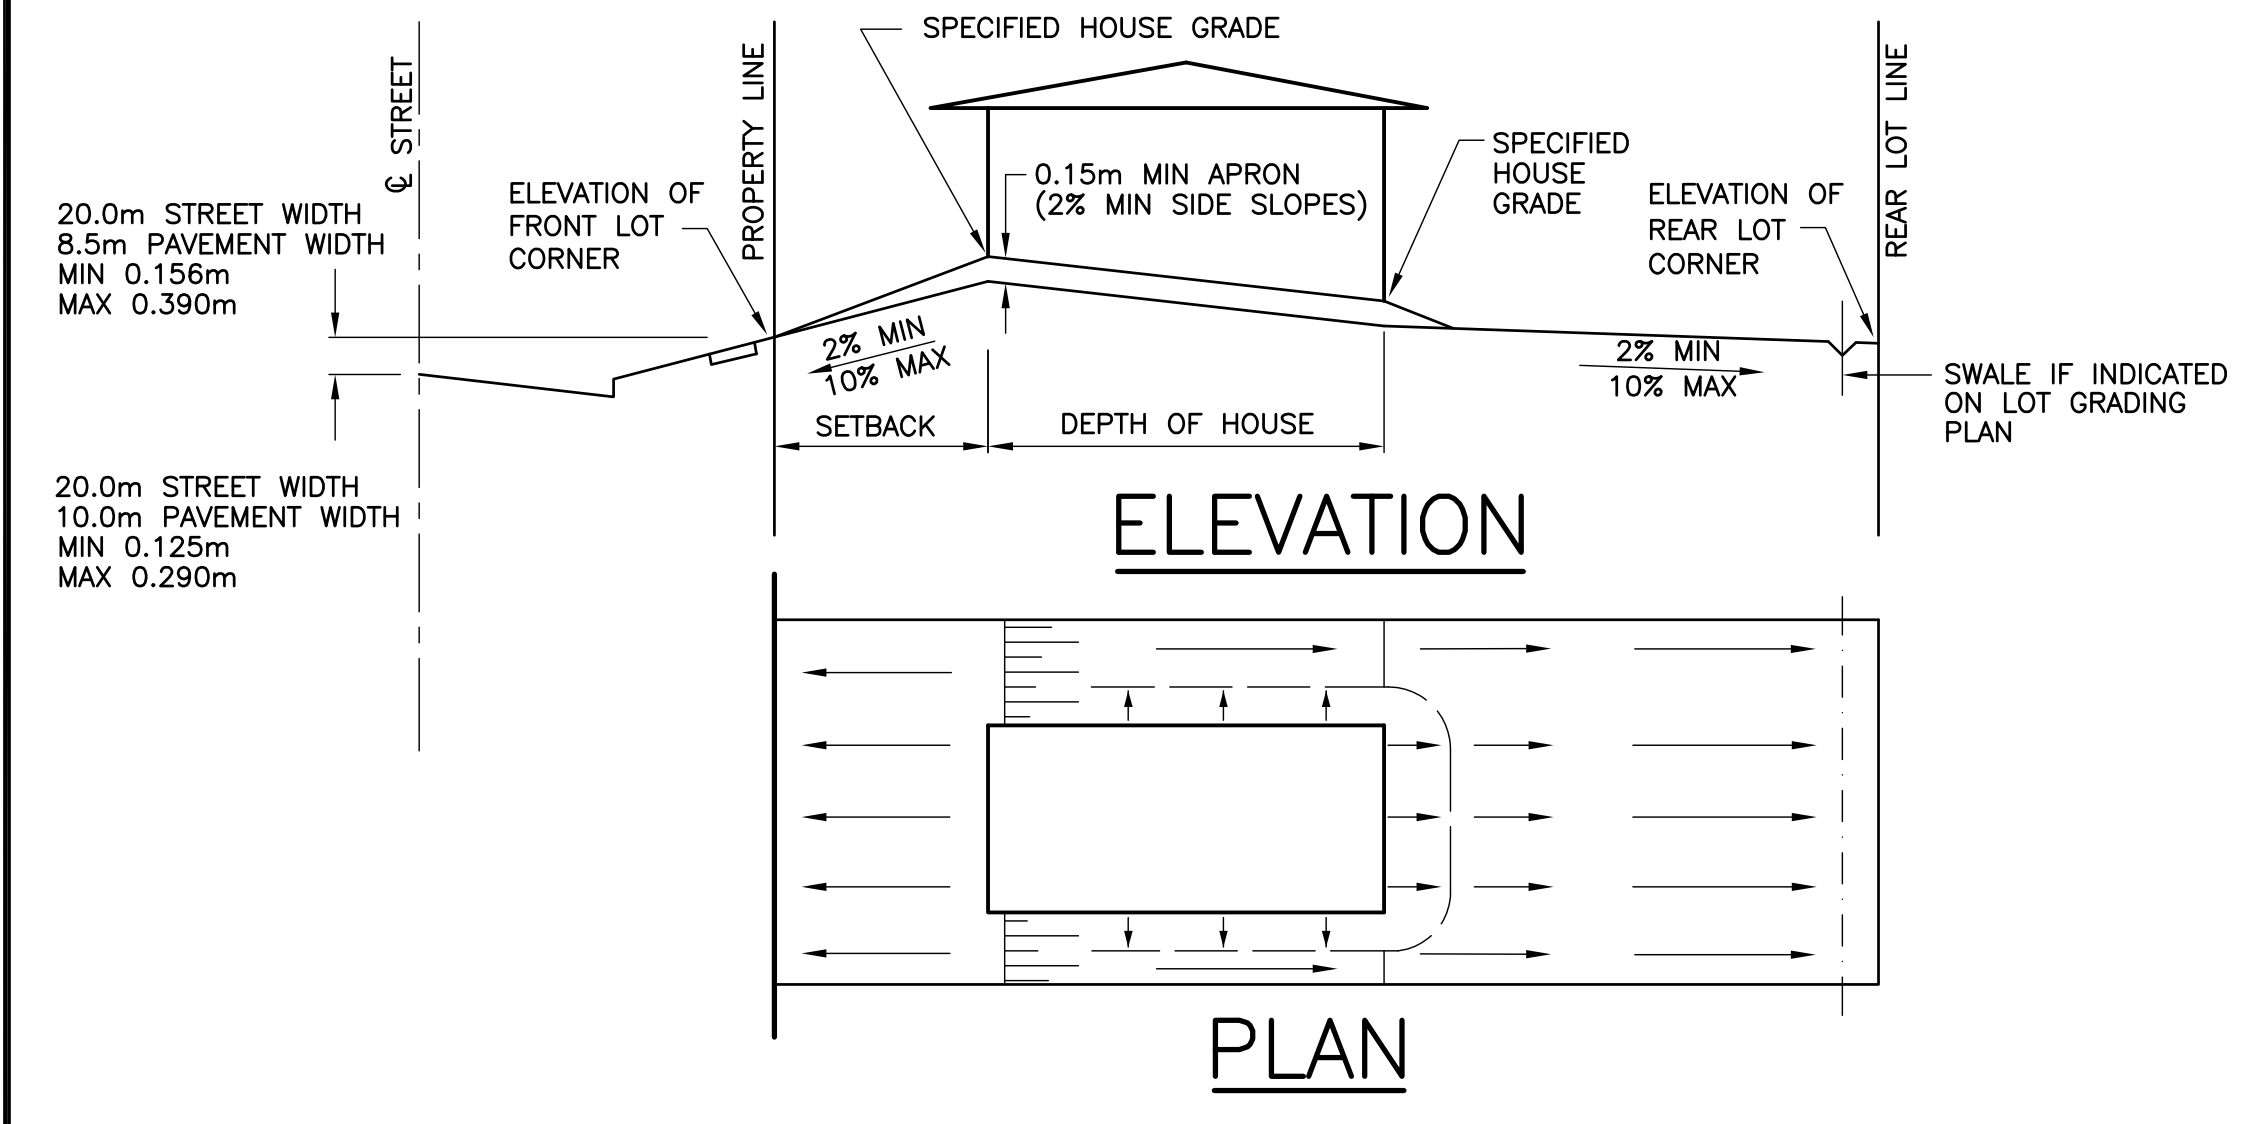 SPECIFIED HOUSE GRADE
℄ STREET
PROPERTY LINE
REAR LOT LINE
20.0m STREET WIDTH
8.5m PAVEMENT WIDTH
MIN 0.156m
MAX 0.390m
ELEVATION OF
FRONT LOT
CORNER
0.15m MIN APRON
(2% MIN SIDE SLOPES)
SPECIFIED
HOUSE
GRADE
ELEVATION OF
REAR LOT
CORNER
2% MIN
10% MAX
2% MIN
10% MAX
SWALE IF INDICATED
ON LOT GRADING
PLAN
SETBACK
DEPTH OF HOUSE
20.0m STREET WIDTH
10.0m PAVEMENT WIDTH
MIN 0.125m
MAX 0.290m
ELEVATION
PLAN